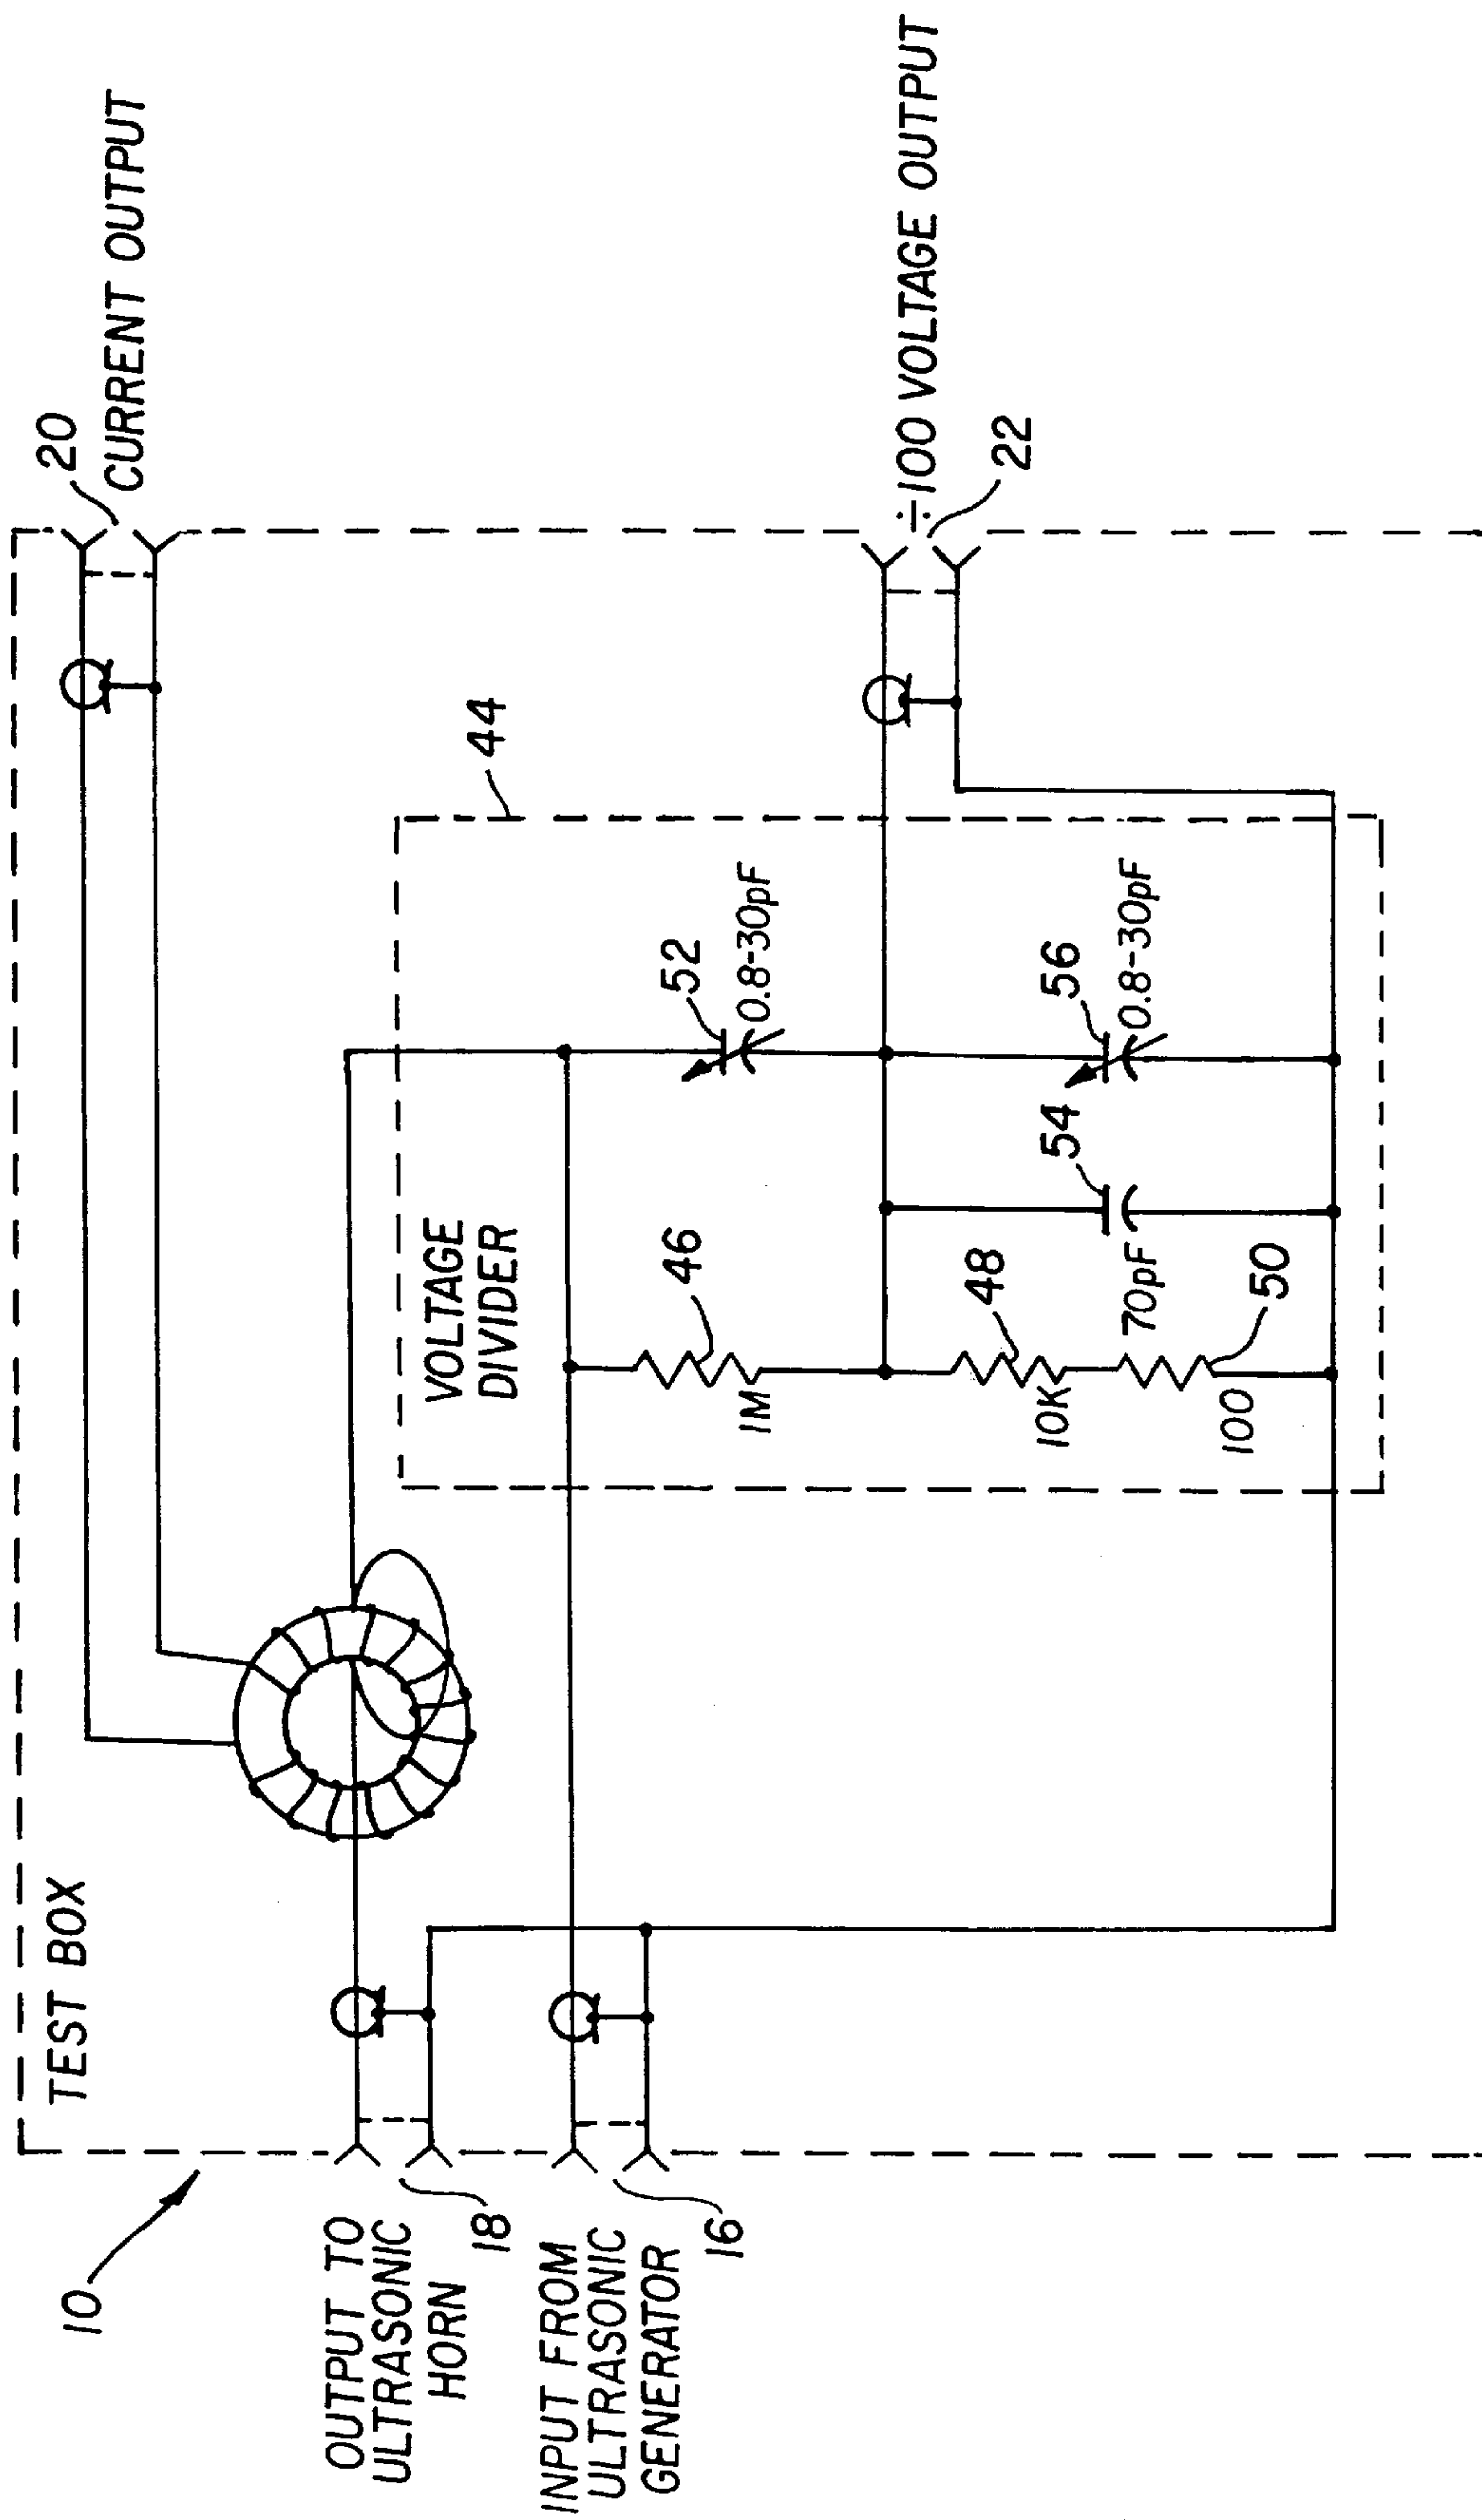 10
TEST BOX
20
CURRENT OUTPUT
OUTPUT TO
ULTRASONIC
HORN
18
INPUT FROM
ULTRASONIC
GENERATOR
16
44
VOLTAGE
DIVIDER
46
1M
52
0.8-30pF
÷100 VOLTAGE OUTPUT
22
48
10K
54
70pF
56
0.8-30pF
50
100